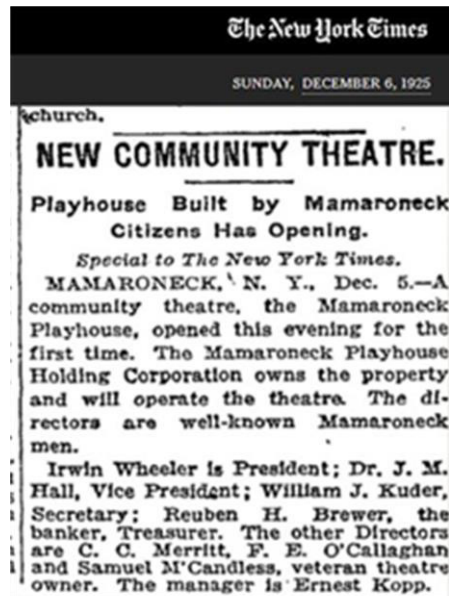 The New York Times
SUNDAY, DECEMBER 6, 1925
church.
NEW COMMUNITY THEATRE.
Playhouse Built by Mamaroneck
Citizens Has Opening.
Special to The New York Times.
MAMARONECK, N. Y., Dec. 5.—A
community theatre, the Mamaroneck
Playhouse, opened this evening for the
first time. The Mamaroneck Playhouse
Holding Corporation owns the property
and will operate the theatre. The di-
rectors are well-known Mamaroneck
men.
Irwin Wheeler is President; Dr. J. M.
Hall, Vice President; William J. Kuder,
Secretary; Reuben H. Brewer, the
banker, Treasurer. The other Directors
are C. C. Merritt, F. E. O'Callaghan
and Samuel M'Candless, veteran theatre
owner. The manager is Ernest Kopp.